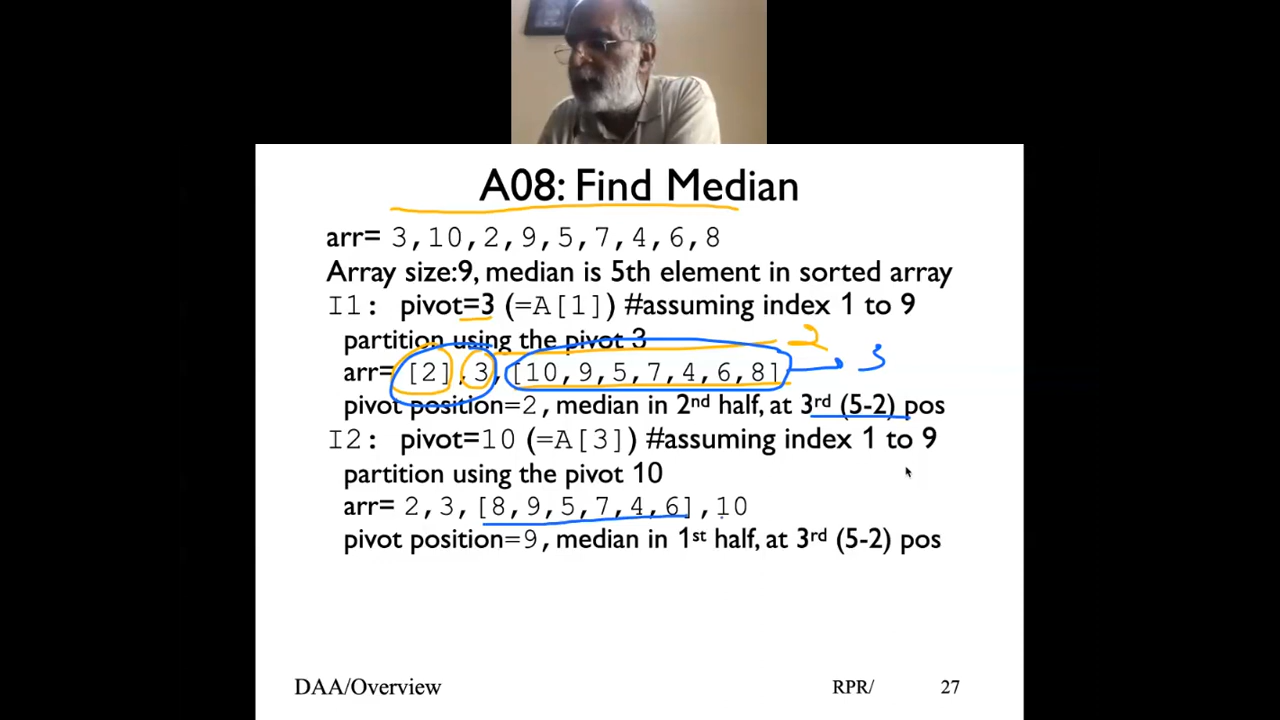 A08: Find Median
arr= 3,10,2,9,5,7,4,6,8
Array size:9, median is 5th element in sorted array
I1: pivot=3 (=A[1]) #assuming index 1 to 9
partition using the pivot 3
2
arr= [2],3,[10,9,5,7,4,6,8]
3
pivot position=2, median in 2nd half, at 3rd (5-2) pos
I2: pivot=10 (=A[3]) #assuming index 1 to 9
partition using the pivot 10
arr= 2,3,[8,9,5,7,4,6],10
pivot position=9, median in 1st half, at 3rd (5-2) pos
DAA/Overview
RPR/
27